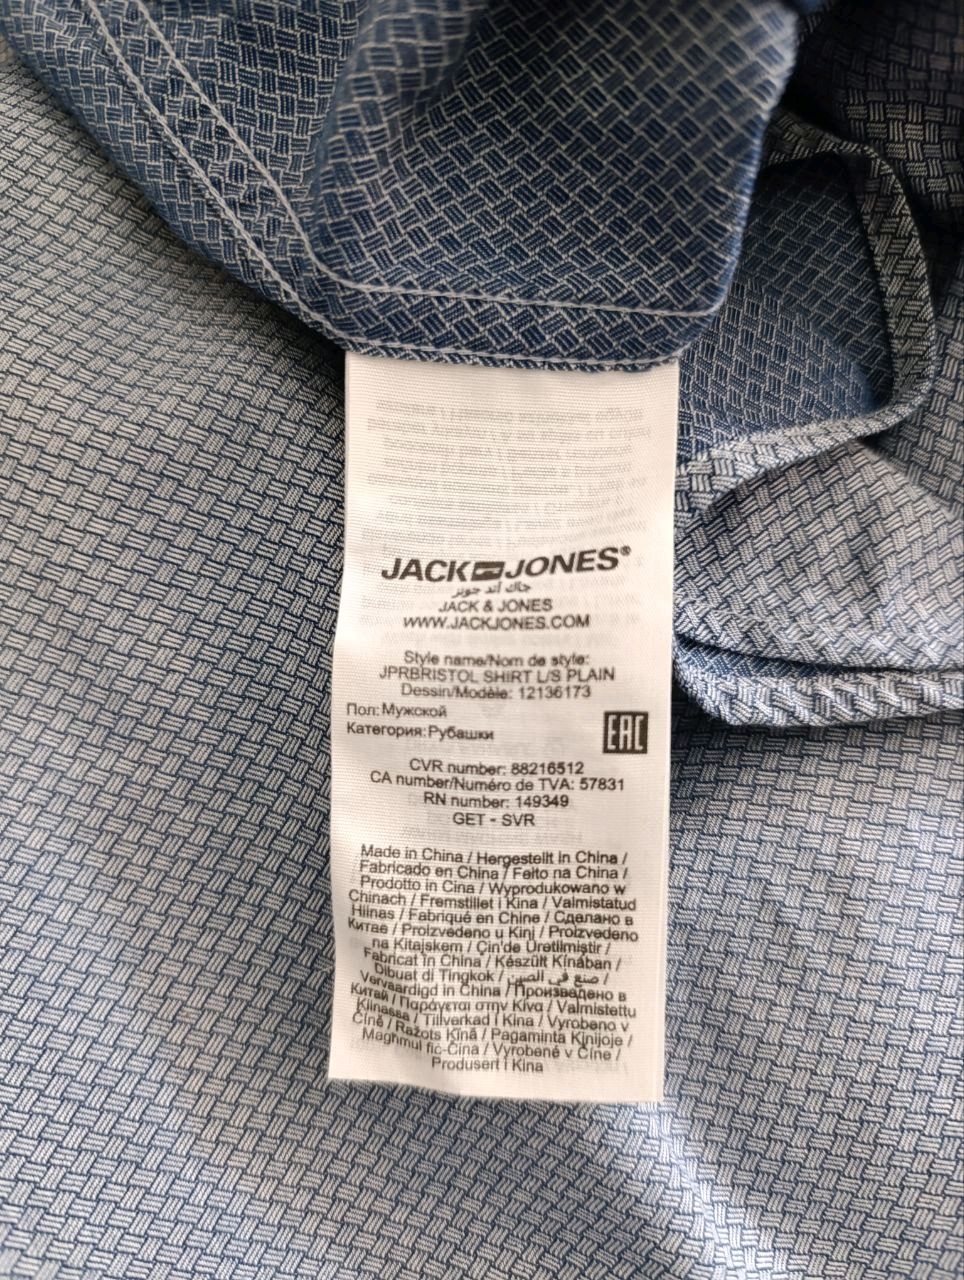 JACK JONES®
جاك أند جونز
JACK & JONES
WWW.JACKJONES.COM
Style name/Nom de style:
JPRBRISTOL SHIRT L/S PLAIN
Dessin/Modèle: 12136173
Пол: Мужской
Категория: Рубашки
EAC
CVR number: 88216512
CA number/Numéro de TVA: 57831
RN number: 149349
GET - SVR
Made in China / Hergestellt in China /
Fabricado en China / Feito na China /
Prodotto in Cina / Wyprodukowano w
Chinach / Fremstillet i Kina / Valmistatud
Hiinas / Fabriqué en Chine / Сделано в
Китае / Proizvedeno u Kini / Proizvedeno
na Kitajskem / Çin'de Üretilmiştir /
Fabricat in China / Készült Kínában /
Dibuat di Tingkok / صنع في الصين /
Vervaardigd in China / Произведено в
Китай / Παράγεται στην Κίνα / Valmistettu
Kiinassa / Tillverkad i Kina / Vyrobeno v
Číně / Ražots Ķīnā / Pagaminta Kinijoje /
Magħmul fiċ-Ċina / Vyrobené v Číne /
Produsert i Kina